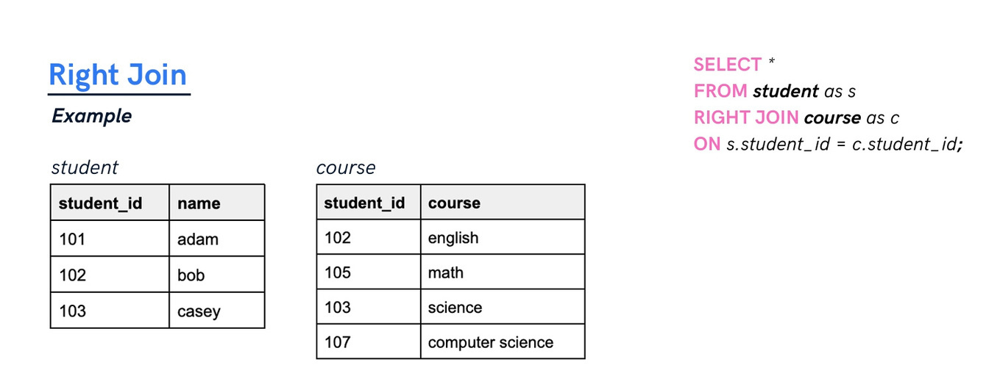 Right Join
Example
SELECT *
FROM student as s
RIGHT JOIN course as c
ON s.student_id = c.student_id;
student
student_id name
101 adam
102 bob
103 casey
course
student_id course
102 english
105 math
103 science
107 computer science